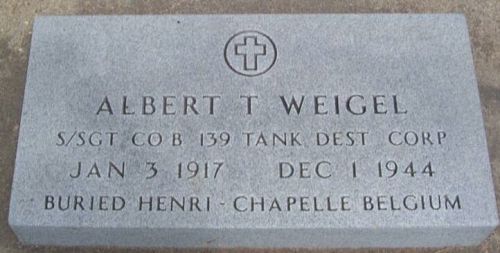 ALBERT T WEIGEL
S/SGT CO B 139 TANK DEST CORP
JAN 3 1917 DEC 1 1944
BURIED HENRI - CHAPELLE BELGIUM